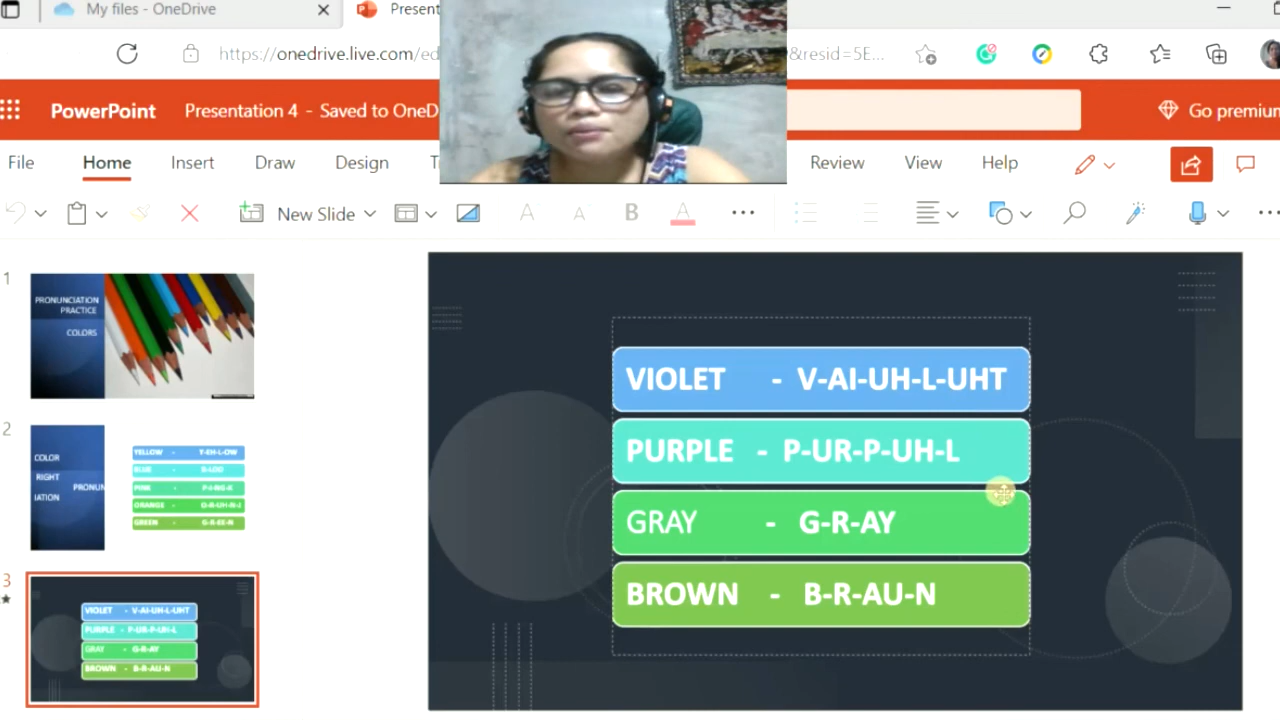 My files - OneDrive
Present
https://onedrive.live.com/ed
&resid=5E...
PowerPoint
Presentation 4 - Saved to OneD
Go premium
File
Home
Insert
Draw
Design
Review
View
Help
New Slide
1
PRONUNCIATION
PRACTICE
COLORS
2
COLOR
RIGHT
PRONUN
IATION
YELLOW - Y-EH-L-OW
BLUE
PINK
ORANGE
GREEN - G-R-EE-N
3
VIOLET - V-AI-UH-L-UHT
PURPLE - P-UR-P-UH-L
GRAY - G-R-AY
BROWN - B-R-AU-N
VIOLET - V-AI-UH-L-UHT
PURPLE - P-UR-P-UH-L
GRAY - G-R-AY
BROWN - B-R-AU-N